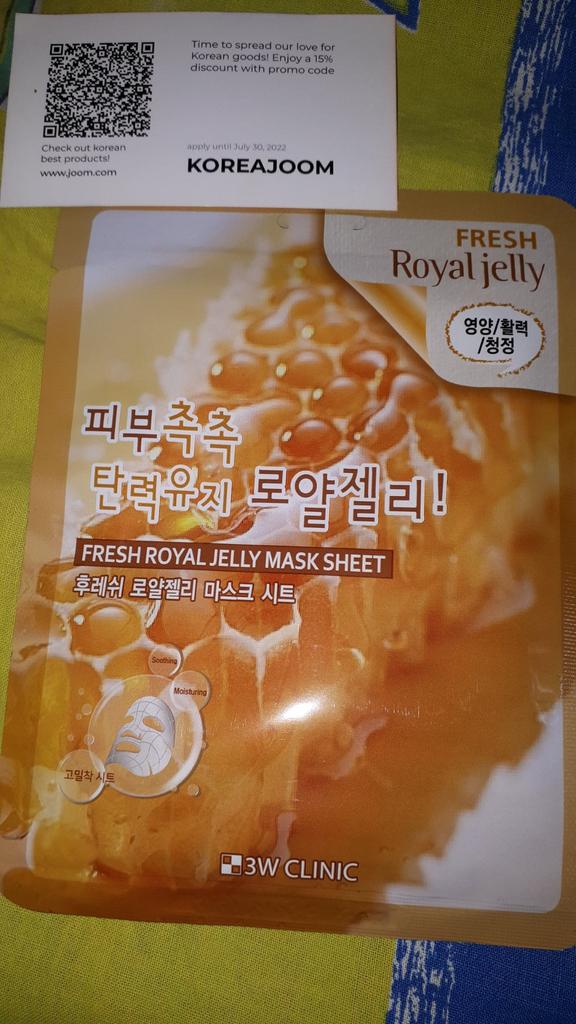 Time to spread our love for
Korean goods! Enjoy a 15%
discount with promo code
Check out korean
best products!
www.joom.com
apply until July 30, 2022
KOREAJOOM
FRESH
Royal jelly
영양/활력
/청정
피부촉촉
탄력유지 로얄젤리!
FRESH ROYAL JELLY MASK SHEET
후레쉬 로얄젤리 마스크 시트
Soothing
Moisturing
고밀착 시트
3W CLINIC